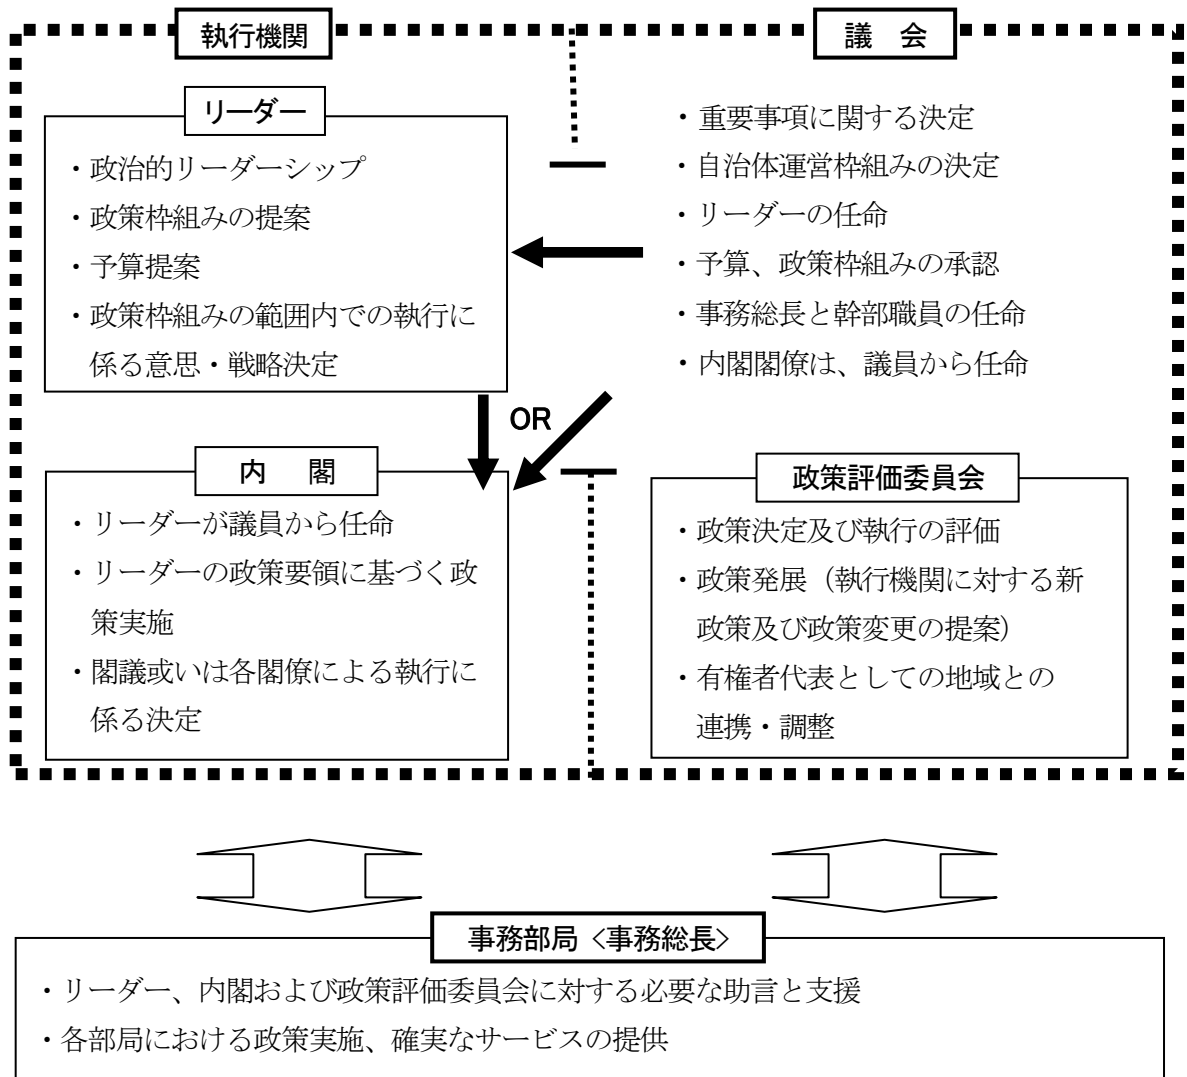 執行機関
リーダー
・政治的リーダーシップ
・政策枠組みの提案
・予算提案
・政策枠組みの範囲内での執行に
係る意思・戦略決定
議　会
・重要事項に関する決定
・自治体運営枠組みの決定
・リーダーの任命
・予算、政策枠組みの承認
・事務総長と幹部職員の任命
・内閣閣僚は、議員から任命
OR
内　閣
・リーダーが議員から任命
・リーダーの政策要領に基づく政
策実施
・閣議或いは各閣僚による執行に
係る決定
政策評価委員会
・政策決定及び執行の評価
・政策発展（執行機関に対する新
政策及び政策変更の提案）
・有権者代表としての地域との
連携・調整
事務部局〈事務総長〉
・リーダー、内閣および政策評価委員会に対する必要な助言と支援
・各部局における政策実施、確実なサービスの提供